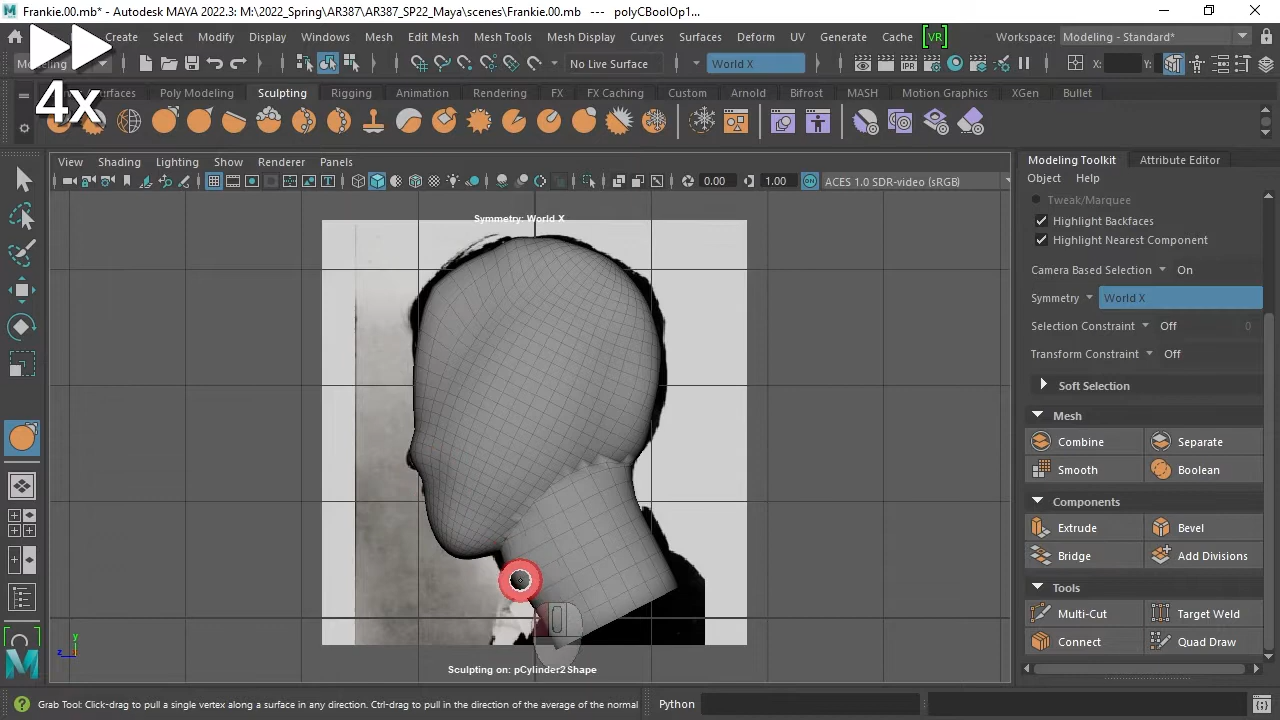 Frankie.00.mb* - Autodesk MAYA 2022.3: M:\2022_Spring\AR387\AR387_SP22_Maya\scenes\Frankie.00.mb --- polyCBoolOp1...
Create Select Modify Display Windows Mesh Edit Mesh Mesh Tools Mesh Display Curves Surfaces Deform UV Generate Cache [VR] Workspace: Modeling - Standard*
4x
No Live Surface World X X: Y:
Poly Modeling Sculpting Rigging Animation Rendering FX FX Caching Custom Arnold Bifrost MASH Motion Graphics XGen Bullet
View Shading Lighting Show Renderer Panels
0.00 1.00 ON ACES 1.0 SDR-video (sRGB)
Symmetry: World X
Sculpting on: pCylinder2Shape
y
z
Modeling Toolkit Attribute Editor
Object Help
Tweak/Marquee
Highlight Backfaces
Highlight Nearest Component
Camera Based Selection On
Symmetry World X
Selection Constraint Off 0
Transform Constraint Off
Soft Selection
Mesh
Combine Separate
Smooth Boolean
Components
Extrude Bevel
Bridge Add Divisions
Tools
Multi-Cut Target Weld
Connect Quad Draw
Grab Tool: Click-drag to pull a single vertex along a surface in any direction. Ctrl-drag to pull in the direction of the average of the normal
Python